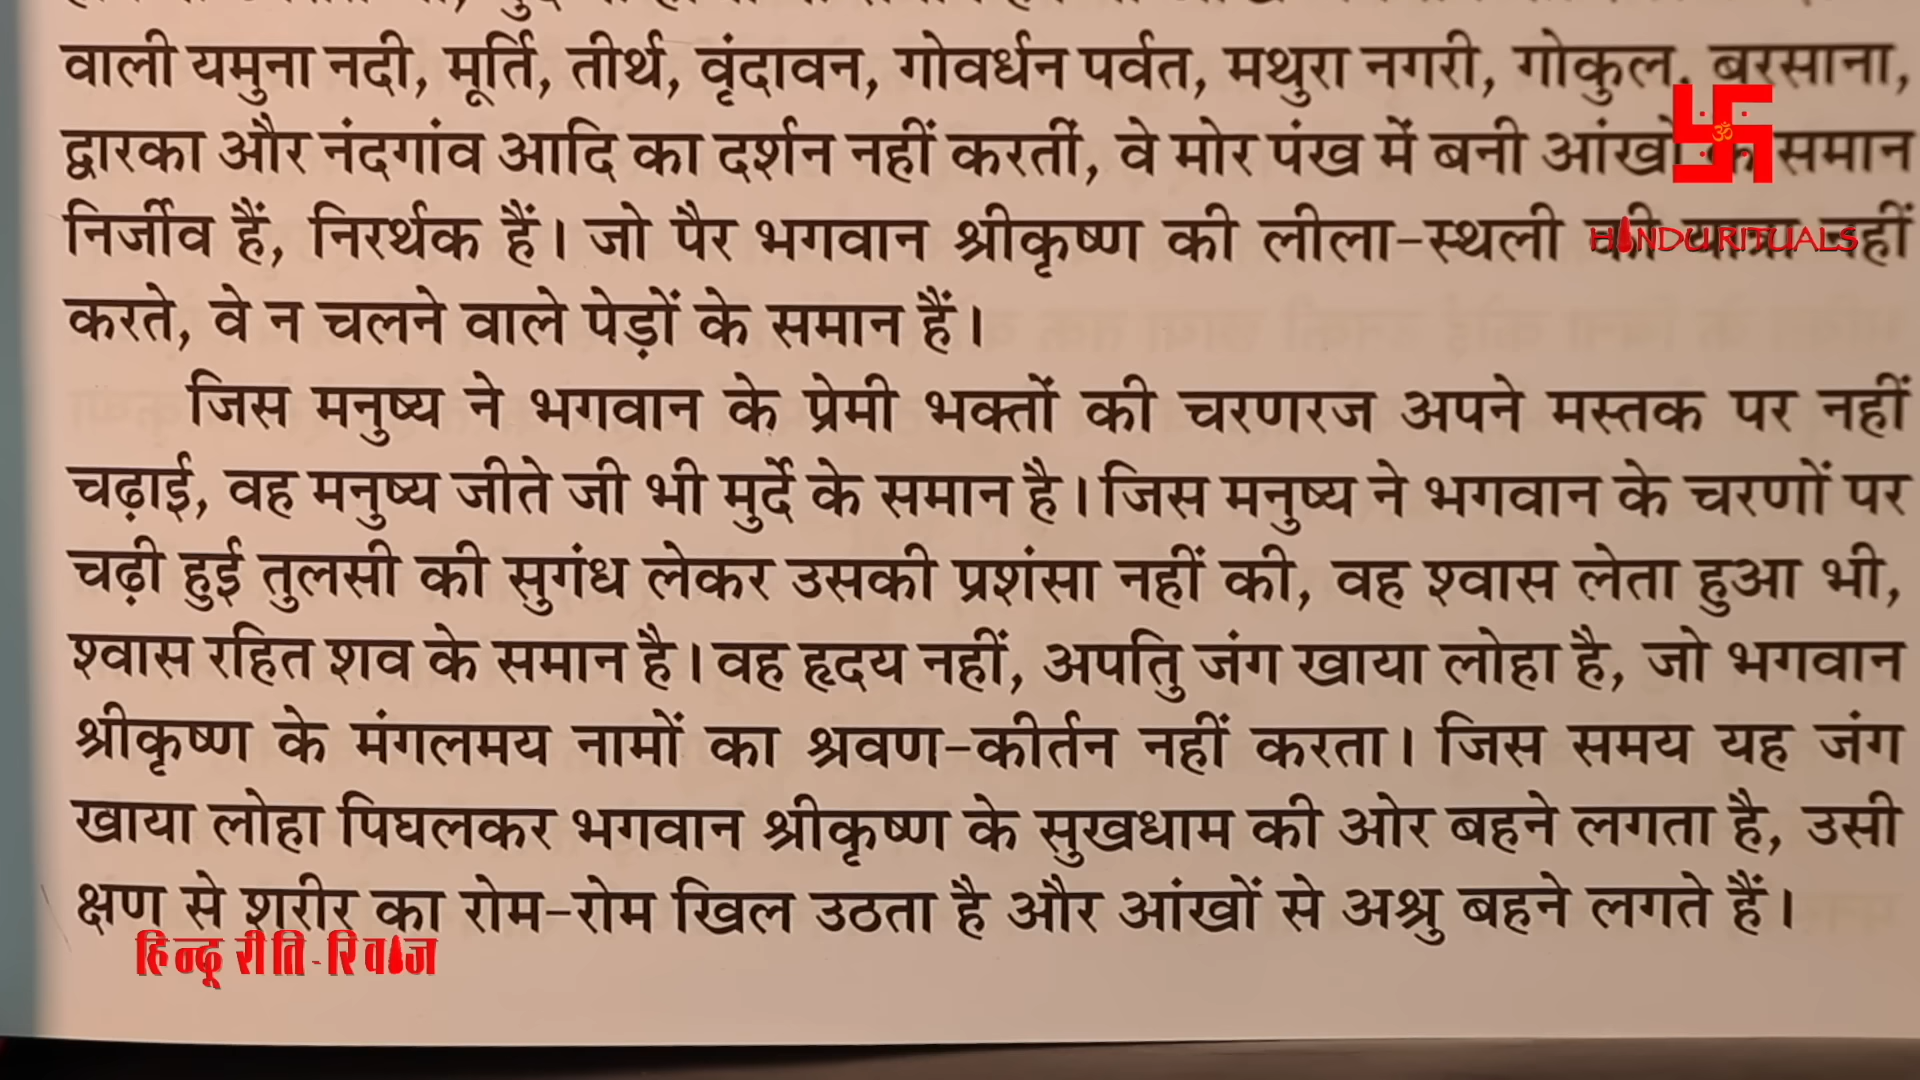 वाली यमुना नदी, मूर्ति, तीर्थ, वृंदावन, गोवर्धन पर्वत, मथुरा नगरी, गोकुल, बरसाना,
द्वारका और नंदगांव आदि का दर्शन नहीं करतीं, वे मोर पंख में बनी आंखों के समान
निर्जीव हैं, निरर्थक हैं। जो पैर भगवान श्रीकृष्ण की लीला-स्थली की यात्रा नहीं
HINDU RITUALS
करते, वे न चलने वाले पेड़ों के समान हैं।
जिस मनुष्य ने भगवान के प्रेमी भक्तों की चरणरज अपने मस्तक पर नहीं
चढ़ाई, वह मनुष्य जीते जी भी मुर्दे के समान है। जिस मनुष्य ने भगवान के चरणों पर
चढ़ी हुई तुलसी की सुगंध लेकर उसकी प्रशंसा नहीं की, वह श्वास लेता हुआ भी,
श्वास रहित शव के समान है। वह हृदय नहीं, अपितिु जंग खाया लोहा है, जो भगवान
श्रीकृष्ण के मंगलमय नामों का श्रवण-कीर्तन नहीं करता। जिस समय यह जंग
खाया लोहा पिघलकर भगवान श्रीकृष्ण के सुखधाम की ओर बहने लगता है, उसी
क्षण से शरीर का रोम-रोम खिल उठता है और आंखों से अश्रु बहने लगते हैं।
हिन्दू रीति-रिवाज